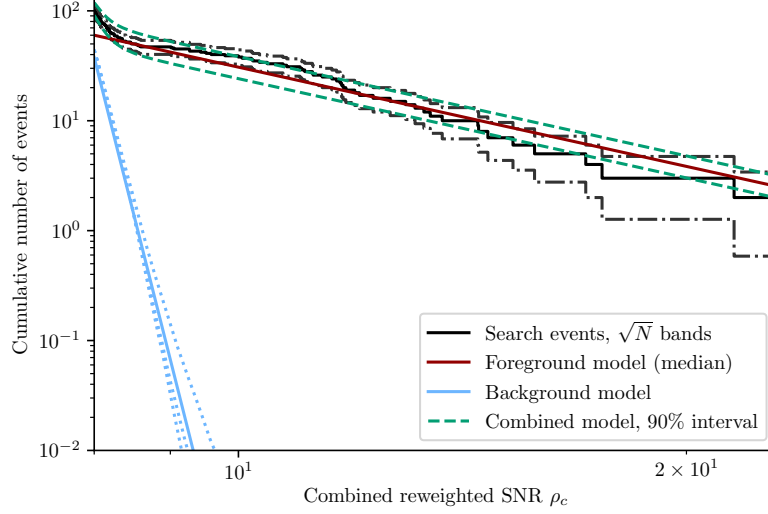 10²
10¹
10⁰
10⁻¹
10⁻²
Cumulative number of events
Search events, √N bands
Foreground model (median)
Background model
Combined model, 90% interval
10¹
2 × 10¹
Combined reweighted SNR ρ_c